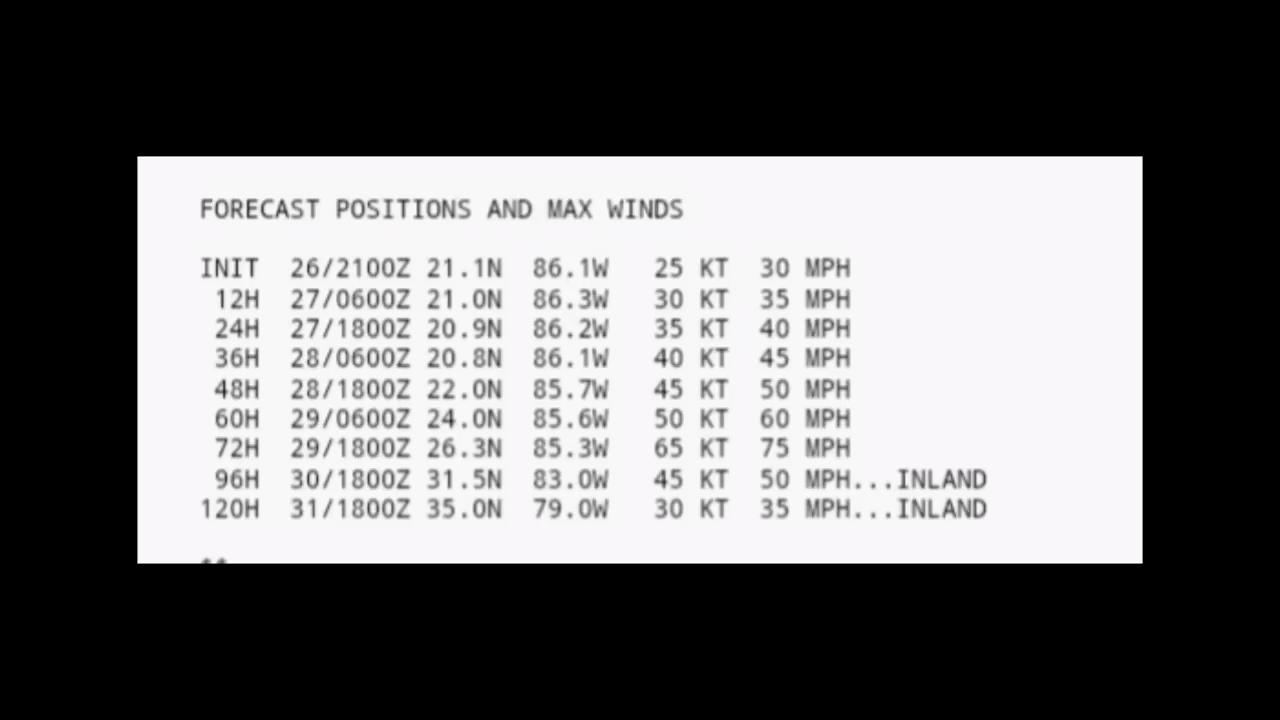 FORECAST POSITIONS AND MAX WINDS
INIT 26/2100Z 21.1N 86.1W 25 KT 30 MPH
12H 27/0600Z 21.0N 86.3W 30 KT 35 MPH
24H 27/1800Z 20.9N 86.2W 35 KT 40 MPH
36H 28/0600Z 20.8N 86.1W 40 KT 45 MPH
48H 28/1800Z 22.0N 85.7W 45 KT 50 MPH
60H 29/0600Z 24.0N 85.6W 50 KT 60 MPH
72H 29/1800Z 26.3N 85.3W 65 KT 75 MPH
96H 30/1800Z 31.5N 83.0W 45 KT 50 MPH...INLAND
120H 31/1800Z 35.0N 79.0W 30 KT 35 MPH...INLAND